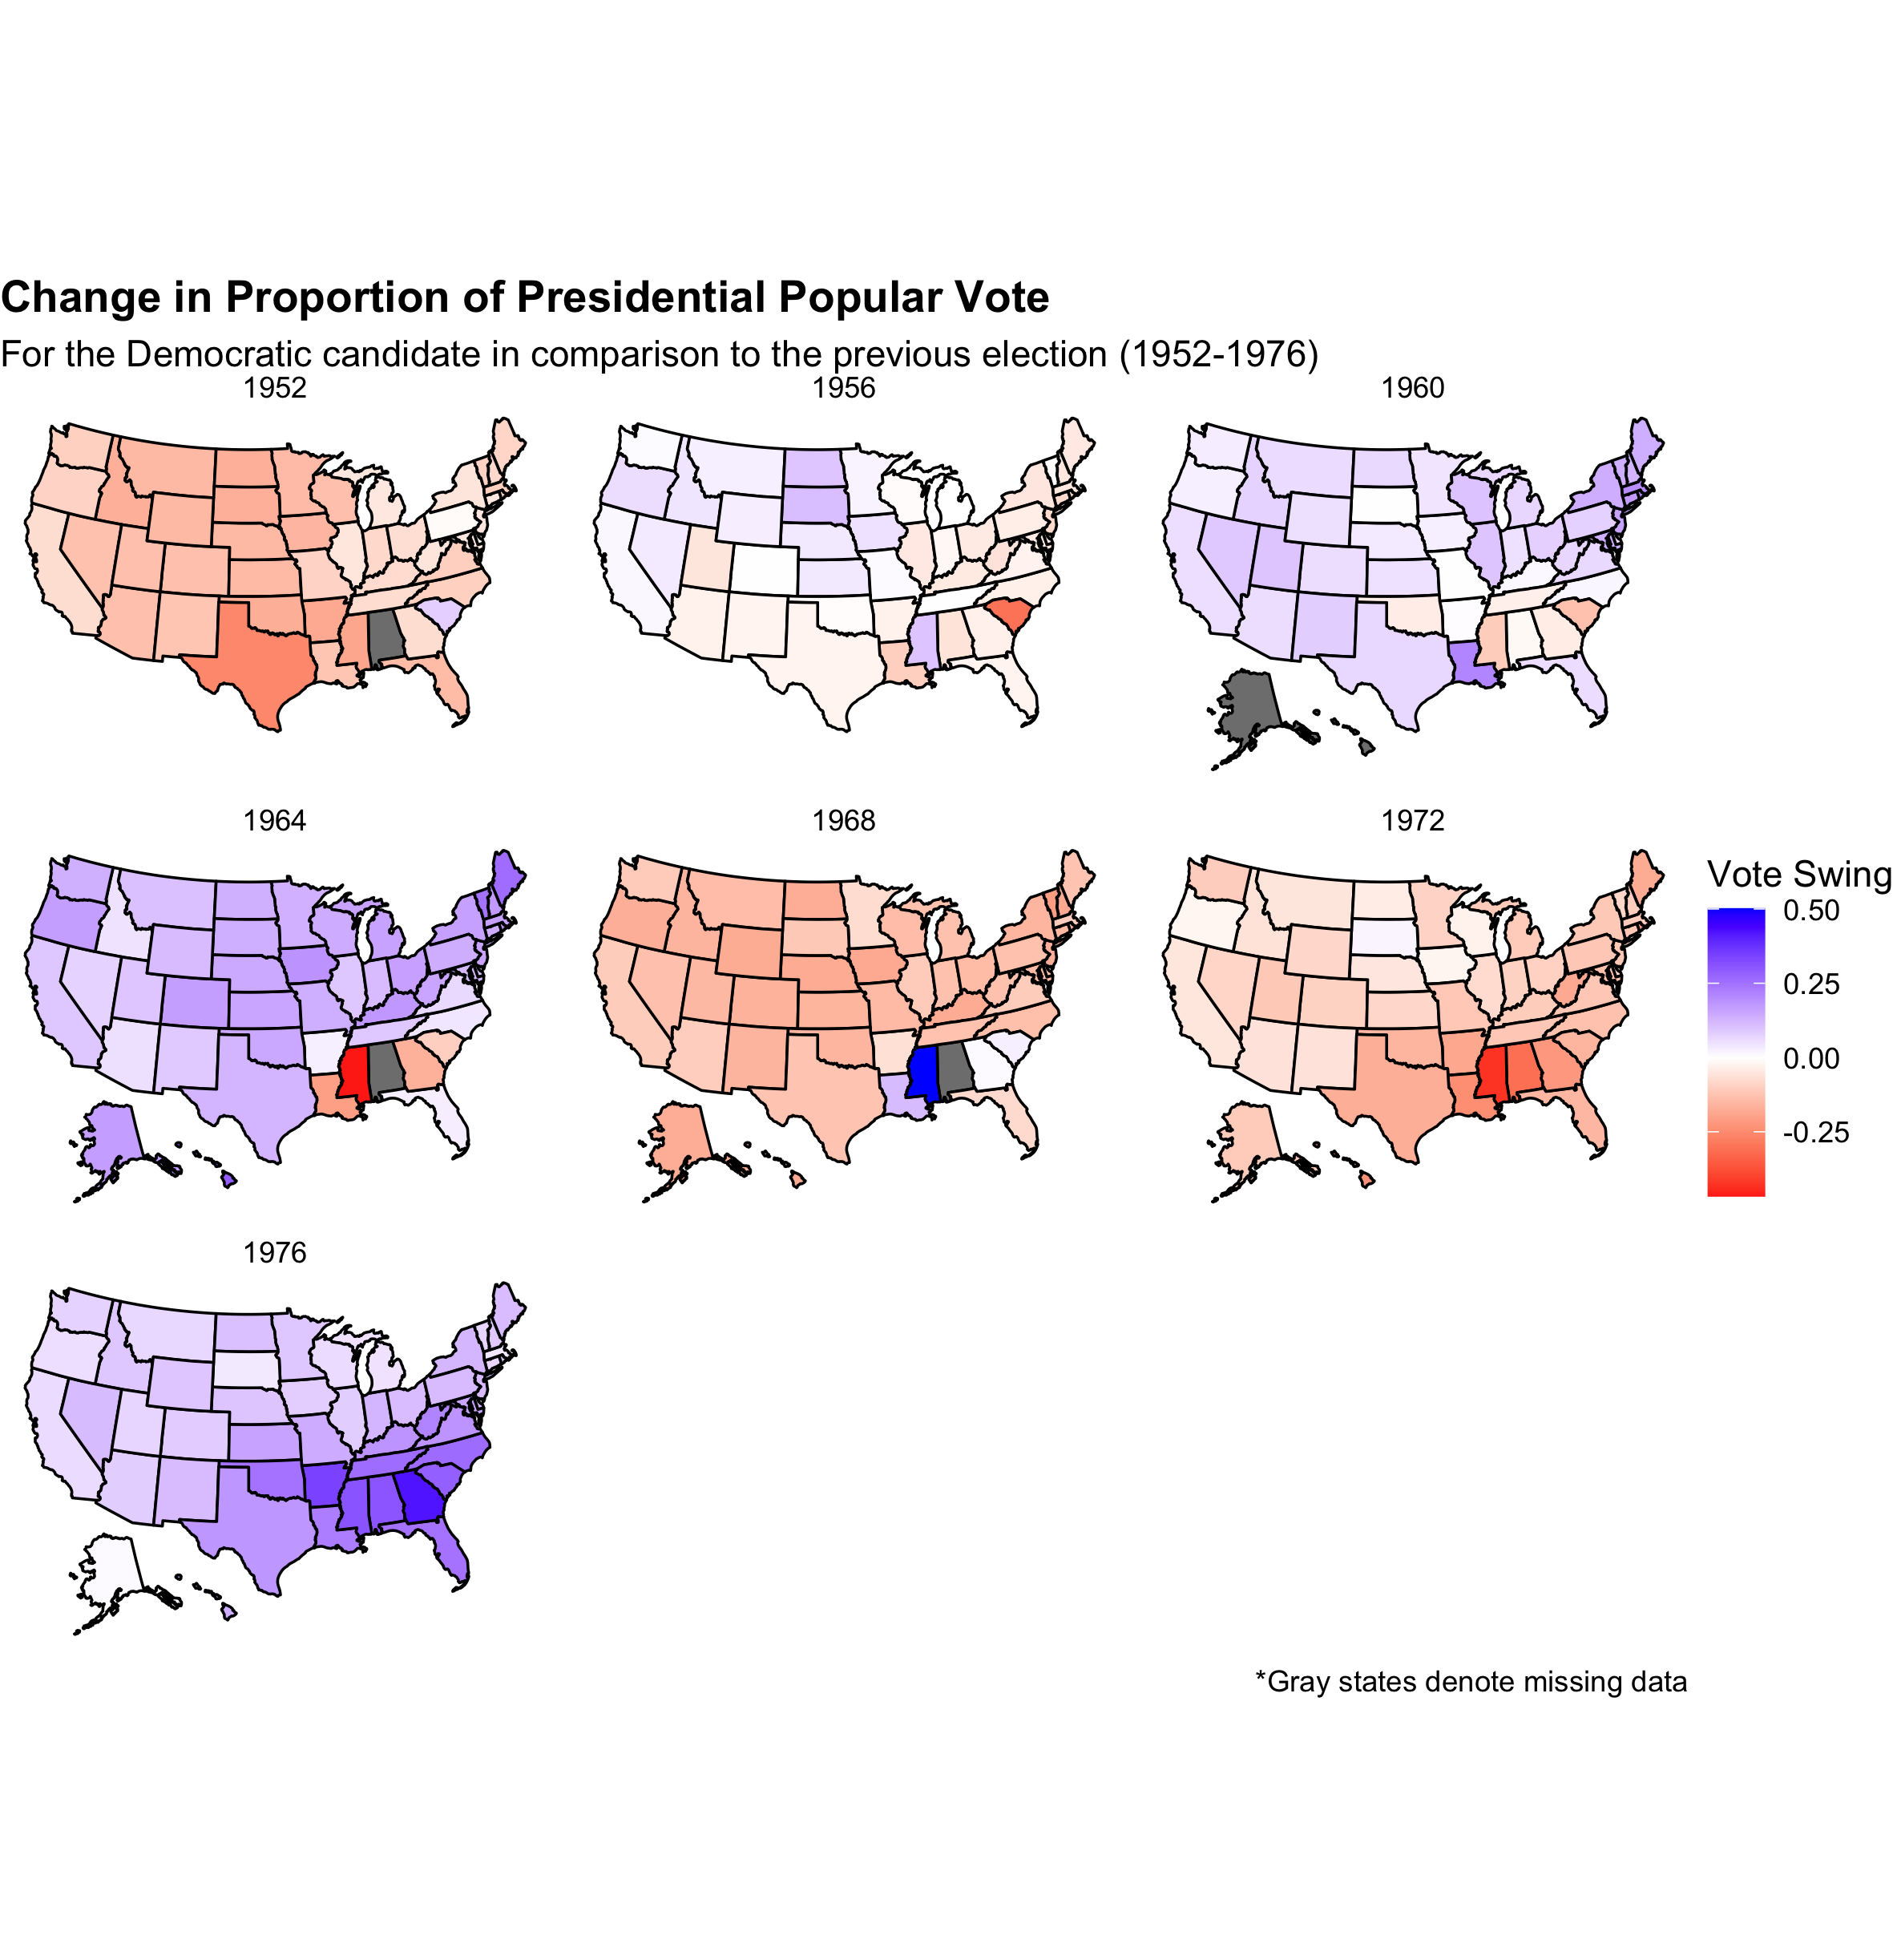 Change in Proportion of Presidential Popular Vote
For the Democratic candidate in comparison to the previous election (1952-1976)
1952
1956
1960
1964
1968
1972
Vote Swing
0.50
0.25
0.00
-0.25
1976
*Gray states denote missing data